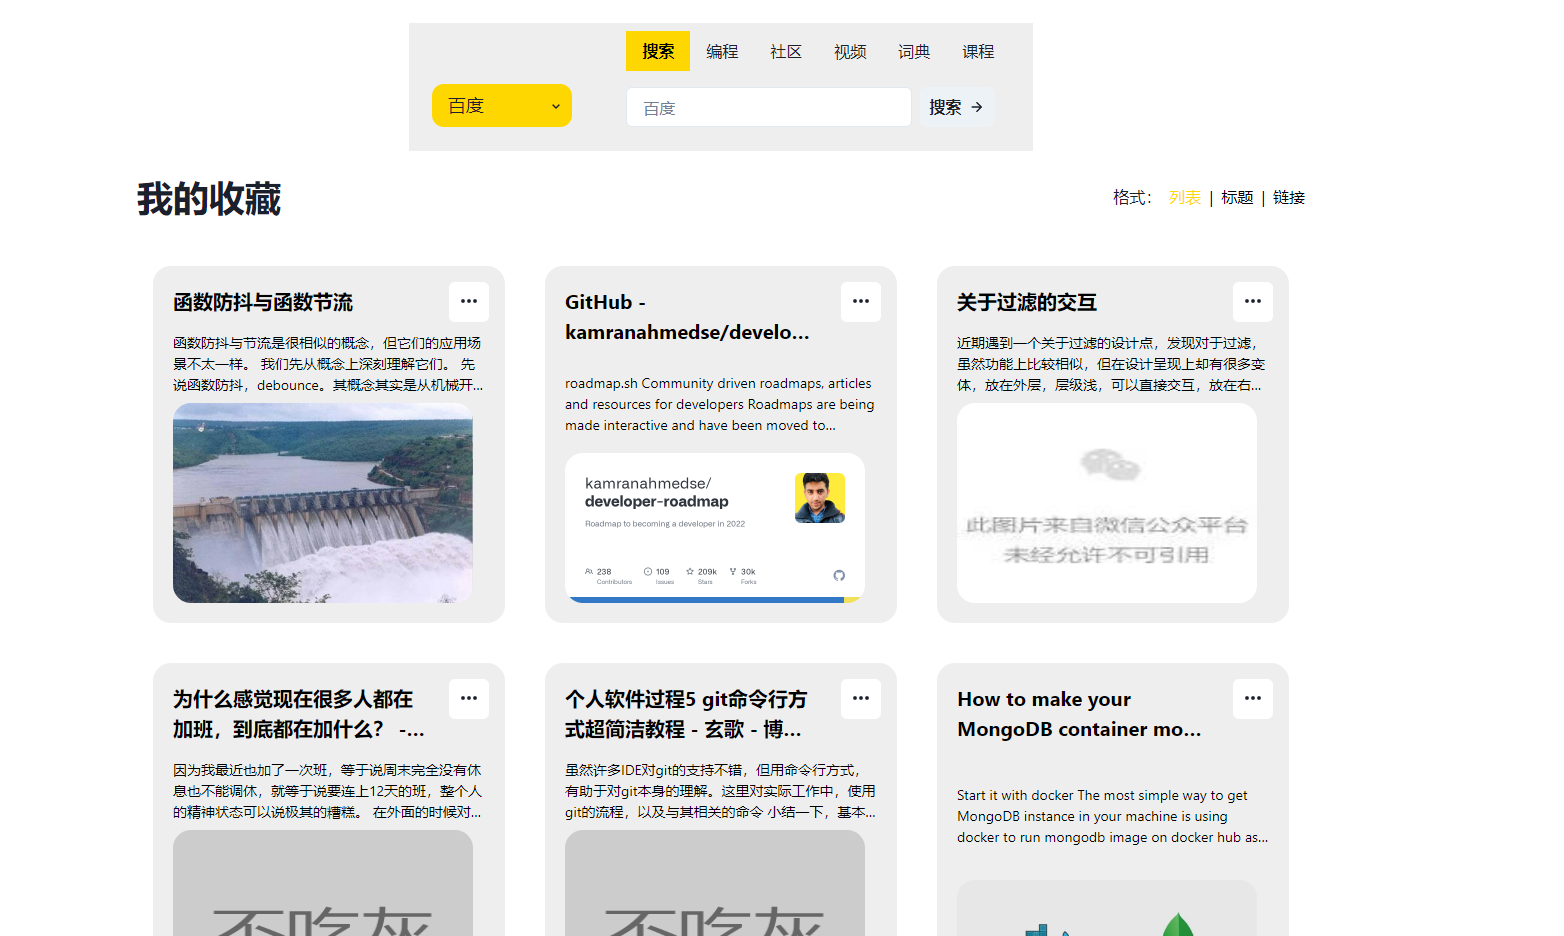 搜索 编程 社区 视频 词典 课程
百度 百度 搜索
我的收藏
格式： 列表 | 标题 | 链接
函数防抖与函数节流
函数防抖与节流是很相似的概念，但它们的应用场
景不太一样。 我们先从概念上深刻理解它们。 先
说函数防抖，debounce。其概念其实是从机械开...
GitHub -
kamranahmedse/develo...
roadmap.sh Community driven roadmaps, articles
and resources for developers Roadmaps are being
made interactive and have been moved to...
kamranahmedse/
developer-roadmap
Roadmap to becoming a developer in 2022
238 109 209k 30k
Contributors Issues Stars Forks
关于过滤的交互
近期遇到一个关于过滤的设计点，发现对于过滤，
虽然功能上比较相似，但在设计呈现上却有很多变
体，放在外层，层级浅，可以直接交互，放在右...
此图片来自微信公众平台
未经允许不可引用
为什么感觉现在很多人都在
加班，到底都在加什么？ -...
因为我最近也加了一次班，等于说周末完全没有休
息也不能调休，就等于说要连上12天的班，整个人
的精神状态可以说极其的糟糕。 在外面的时候对...
不吃灰
个人软件过程5 git命令行方
式超简洁教程 - 玄歌 - 博...
虽然许多IDE对git的支持不错，但用命令行方式，
有助于对git本身的理解。这里对实际工作中，使用
git的流程，以及与其相关的命令 小结一下，基本...
不吃灰
How to make your
MongoDB container mo...
Start it with docker The most simple way to get
MongoDB instance in your machine is using
docker to run mongodb image on docker hub as...